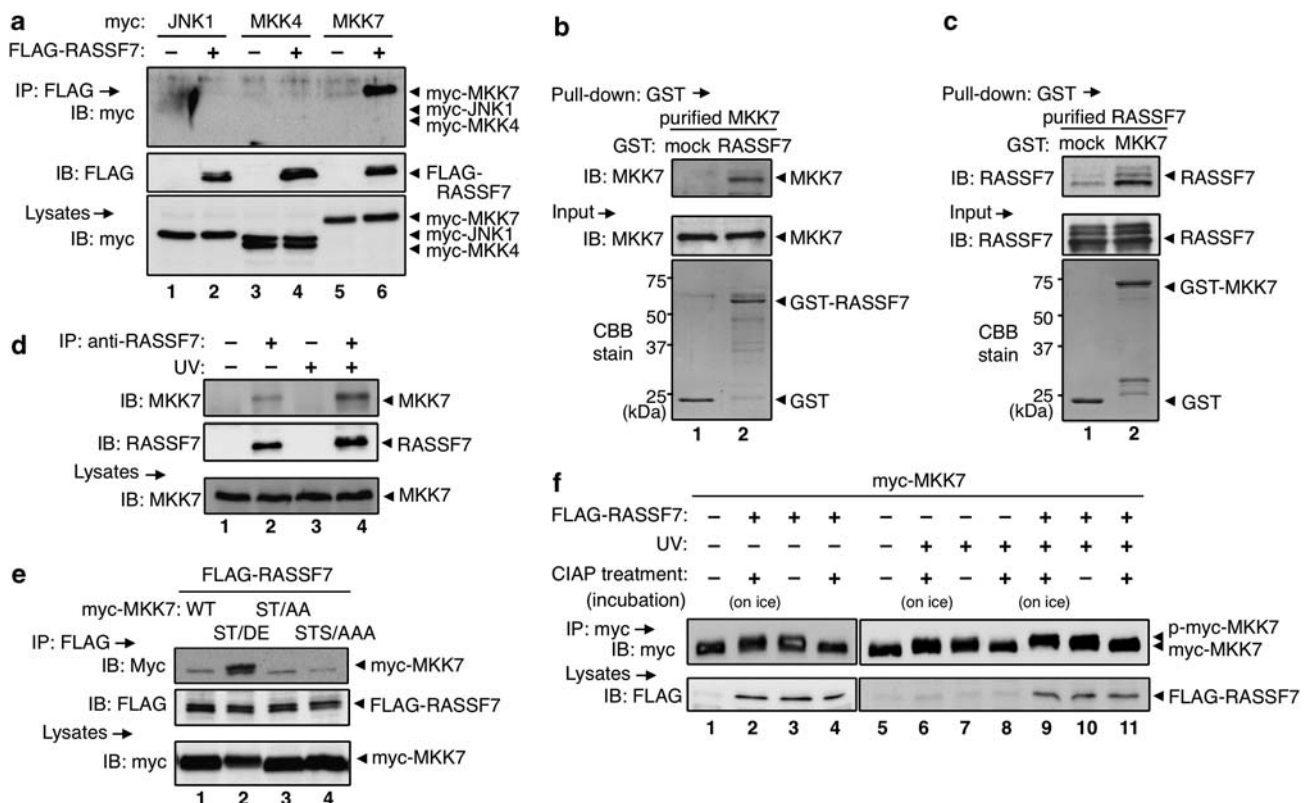 a
myc: JNK1 MKK4 MKK7
FLAG-RASSF7: – + – + – +
IP: FLAG →
IB: myc
◄ myc-MKK7
◄ myc-JNK1
◄ myc-MKK4
IB: FLAG ◄ FLAG-
RASSF7
Lysates →
IB: myc
◄ myc-MKK7
◄ myc-JNK1
◄ myc-MKK4
1 2 3 4 5 6
b
Pull-down: GST →
purified MKK7
GST: mock RASSF7
IB: MKK7 ◄ MKK7
Input →
IB: MKK7 ◄ MKK7
75
◄ GST-RASSF7
50
CBB
stain
37
25
(kDa)
◄ GST
1 2
c
Pull-down: GST →
purified RASSF7
GST: mock MKK7
IB: RASSF7 ◄ RASSF7
Input →
IB: RASSF7 ◄ RASSF7
75
◄ GST-MKK7
50
CBB
stain
37
25
(kDa)
◄ GST
1 2
d
IP: anti-RASSF7: – + – +
UV: – – + +
IB: MKK7 ◄ MKK7
IB: RASSF7 ◄ RASSF7
Lysates →
IB: MKK7 ◄ MKK7
1 2 3 4
e
FLAG-RASSF7
myc-MKK7: WT ST/AA
ST/DE STS/AAA
IP: FLAG →
IB: Myc ◄ myc-MKK7
IB: FLAG ◄ FLAG-RASSF7
Lysates →
IB: myc ◄ myc-MKK7
1 2 3 4
f
myc-MKK7
FLAG-RASSF7: – + + + – – – – + + +
UV: – – – – – + + + + + +
CIAP treatment: – + – + – + – + + – +
(incubation) (on ice) (on ice) (on ice)
IP: myc →
IB: myc
◄ p-myc-MKK7
◄ myc-MKK7
Lysates →
IB: FLAG ◄ FLAG-RASSF7
1 2 3 4 5 6 7 8 9 10 11